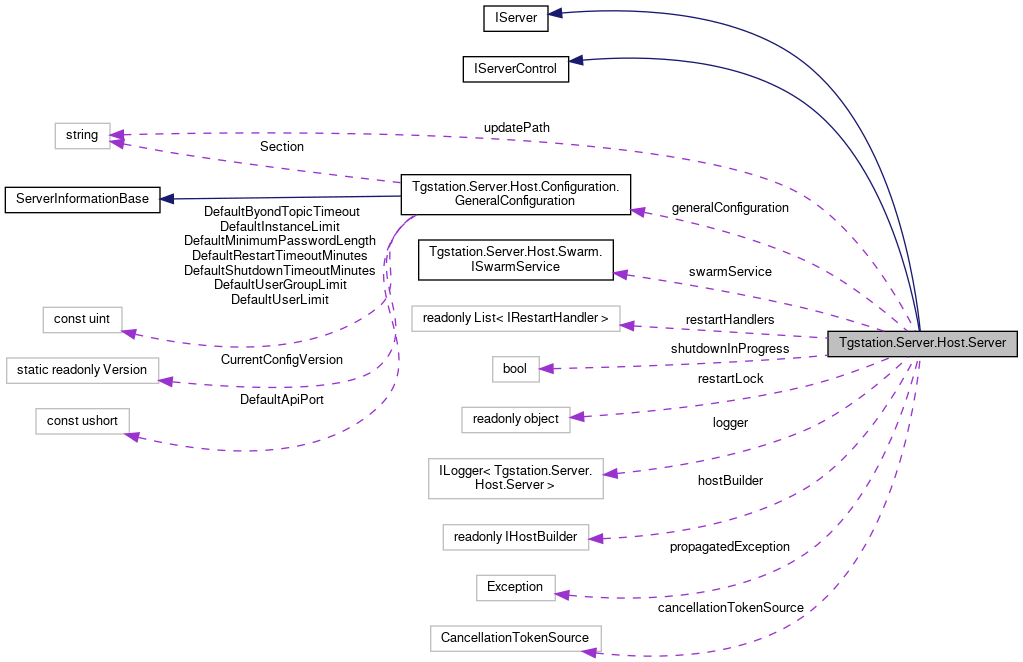 IServer
IServerControl
string
updatePath
Section
Tgstation.Server.Host.Configuration.
GeneralConfiguration
ServerInformationBase
DefaultByondTopicTimeout
DefaultInstanceLimit
DefaultMinimumPasswordLength
DefaultRestartTimeoutMinutes
DefaultShutdownTimeoutMinutes
DefaultUserGroupLimit
DefaultUserLimit
generalConfiguration
Tgstation.Server.Host.Swarm.
ISwarmService
swarmService
const uint
readonly List< IRestartHandler >
restartHandlers
Tgstation.Server.Host.Server
shutdownInProgress
CurrentConfigVersion
static readonly Version
bool
restartLock
DefaultApiPort
const ushort
readonly object
logger
ILogger< Tgstation.Server.
Host.Server >
hostBuilder
readonly IHostBuilder
propagatedException
Exception
cancellationTokenSource
CancellationTokenSource